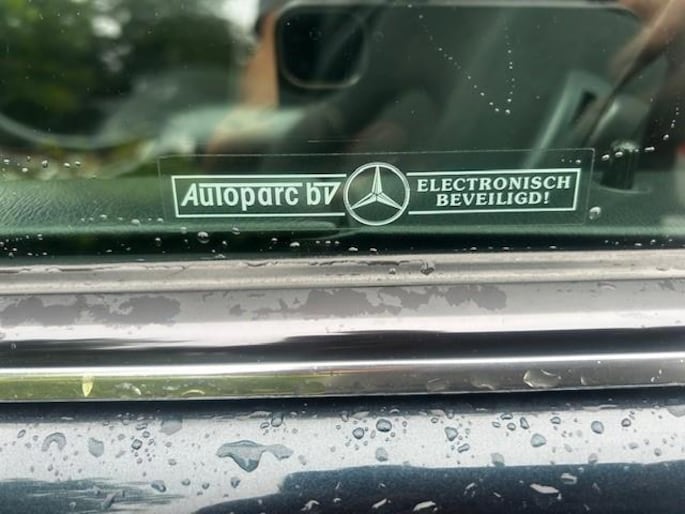 Autoparc bv
ELECTRONISCH
BEVEILIGD!